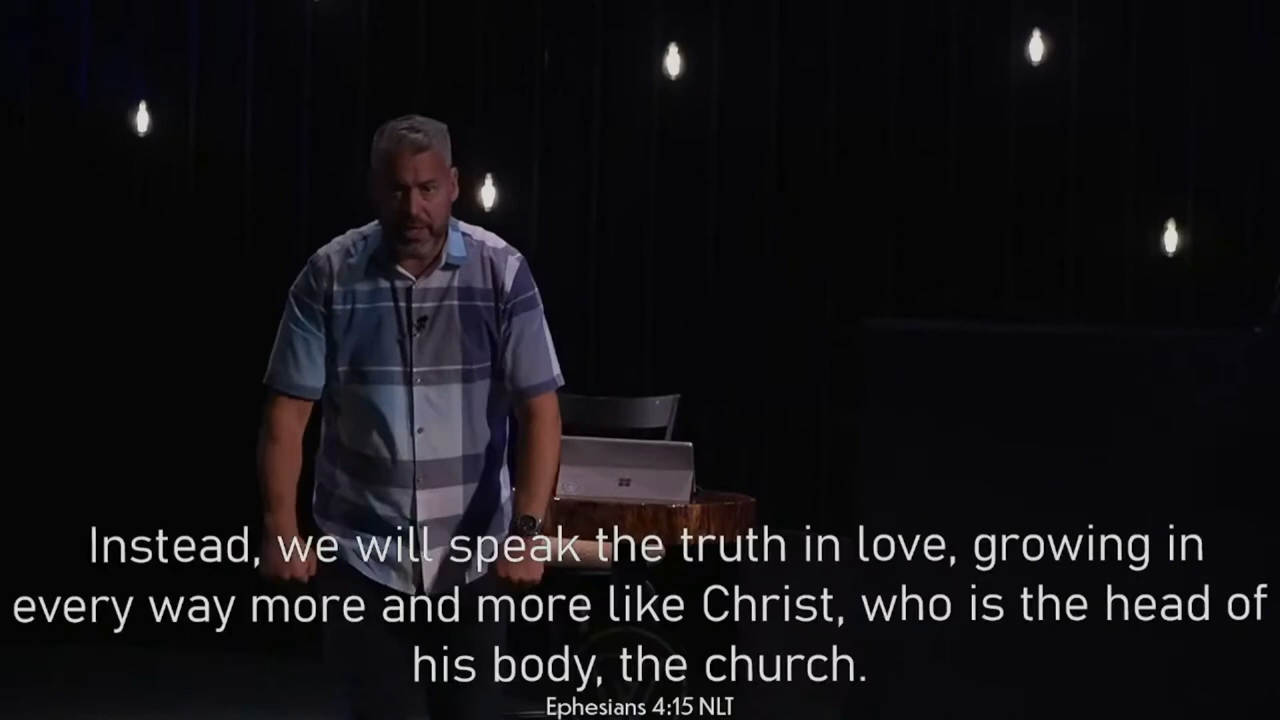 Instead, we will speak the truth in love, growing in
every way more and more like Christ, who is the head of
his body, the church.
Ephesians 4:15 NLT